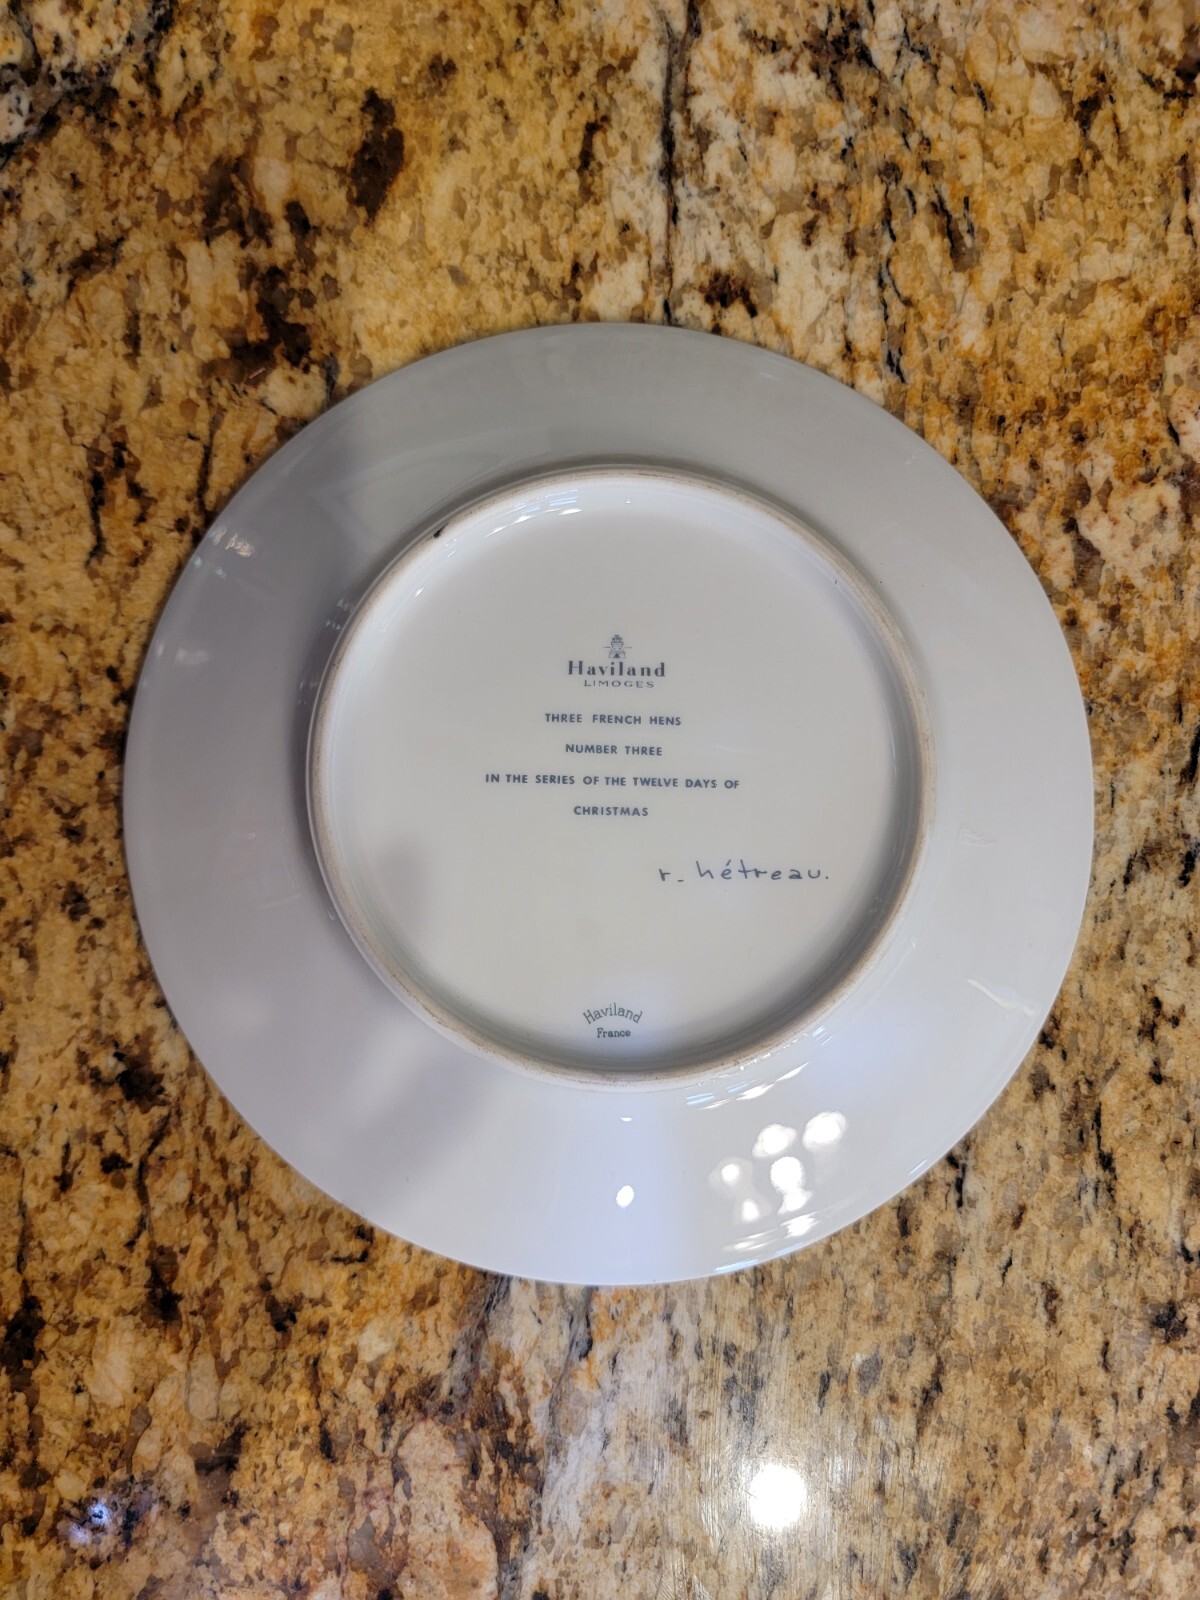 Haviland
LIMOGES
THREE FRENCH HENS
NUMBER THREE
IN THE SERIES OF THE TWELVE DAYS OF
CHRISTMAS
r. hétreau.
Haviland
France